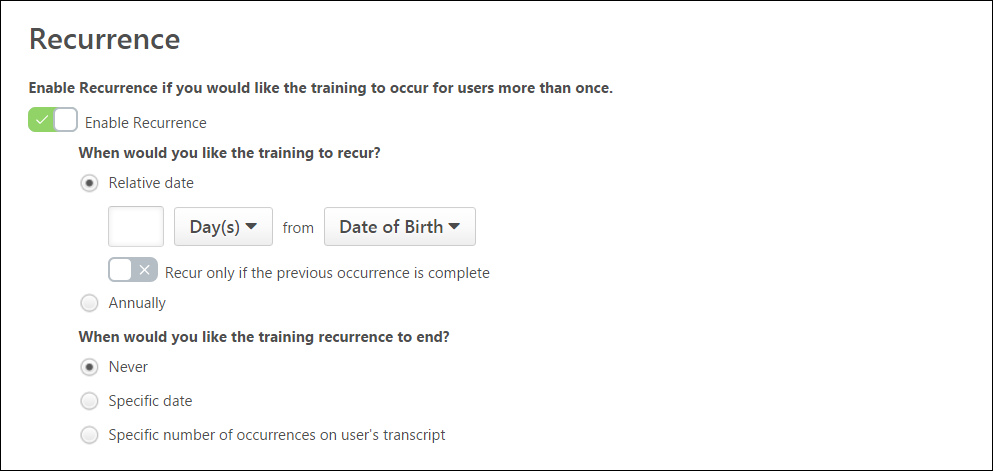 Recurrence
Enable Recurrence if you would like the training to occur for users more than once.
Enable Recurrence
When would you like the training to recur?
Relative date
Day(s) from Date of Birth
Recur only if the previous occurrence is complete
Annually
When would you like the training recurrence to end?
Never
Specific date
Specific number of occurrences on user's transcript